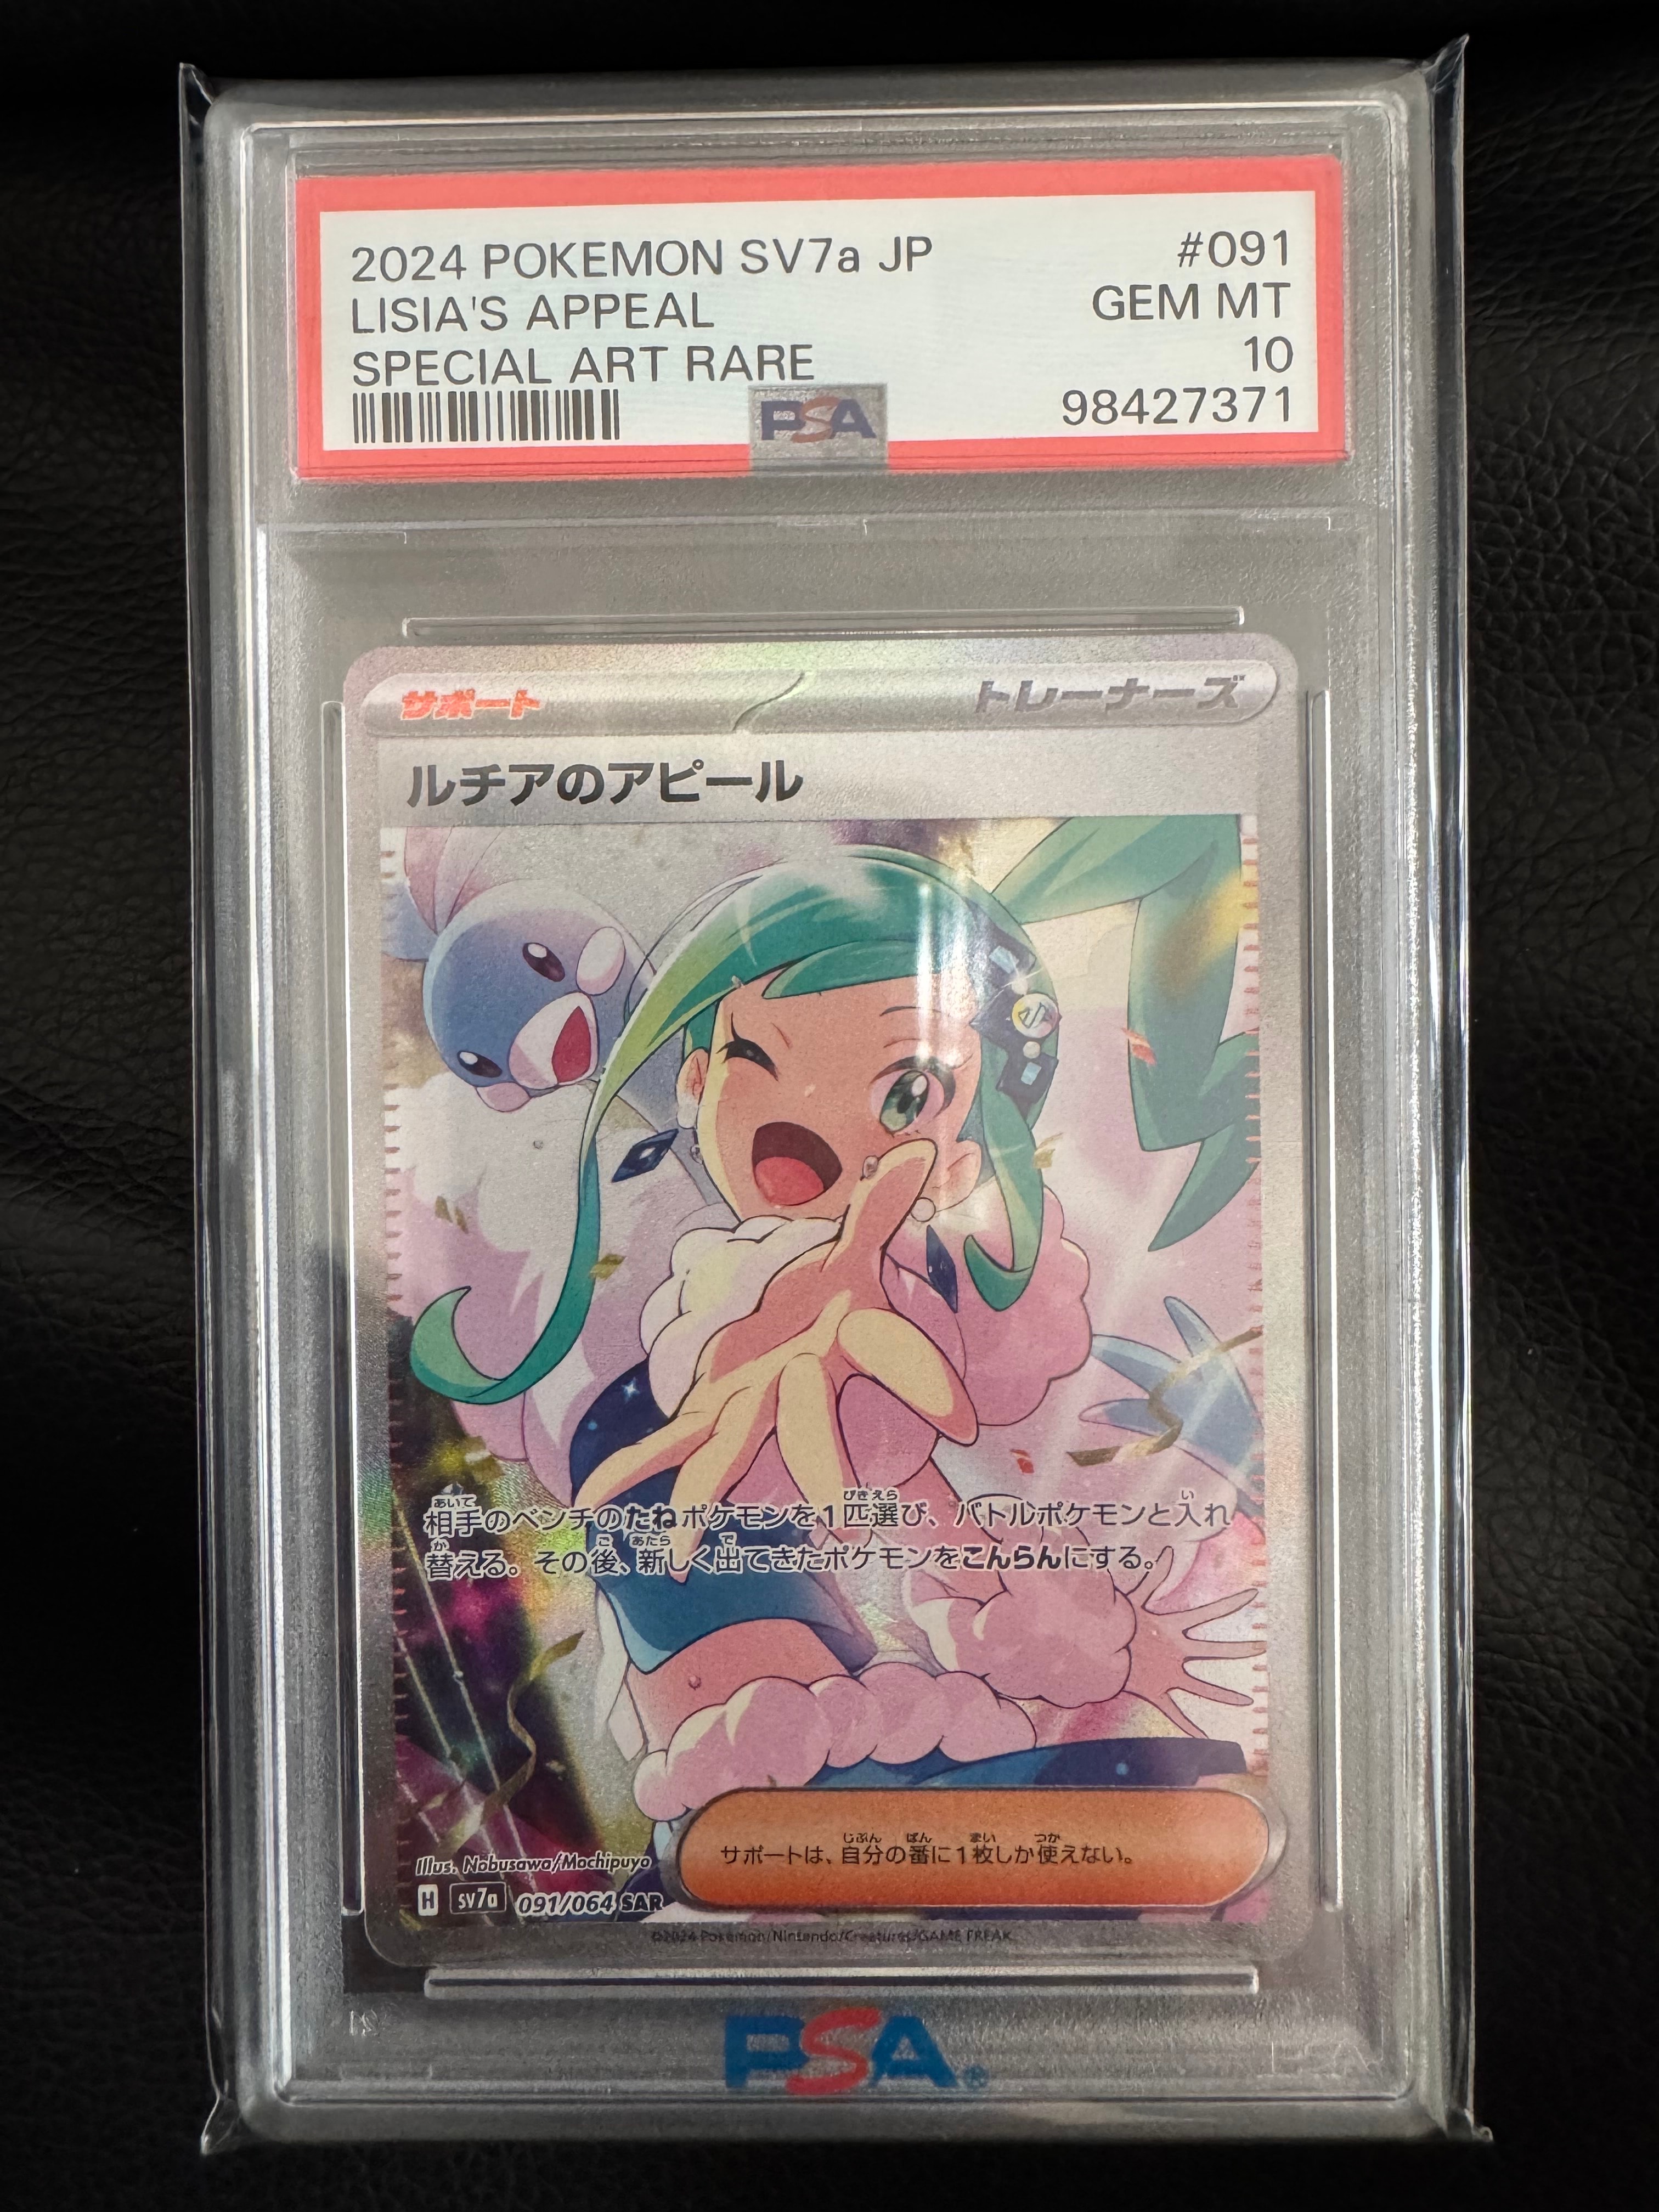 2024 POKEMON SV7a JP #091
LISIA'S APPEAL GEM MT
SPECIAL ART RARE 10
PSA 98427371
サポート トレーナーズ
ルチアのアピール
相手のベンチのたねポケモンを1匹選び、バトルポケモンと入れ
替える。その後、新しく出てきたポケモンをこんらんにする。
サポートは、自分の番に1枚しか使えない。
Illus. Nobusawa/Mochipuyo
H sv7a 091/064 SAR
©2024 Pokémon/Nintendo/Creatures/GAME FREAK
PSA®